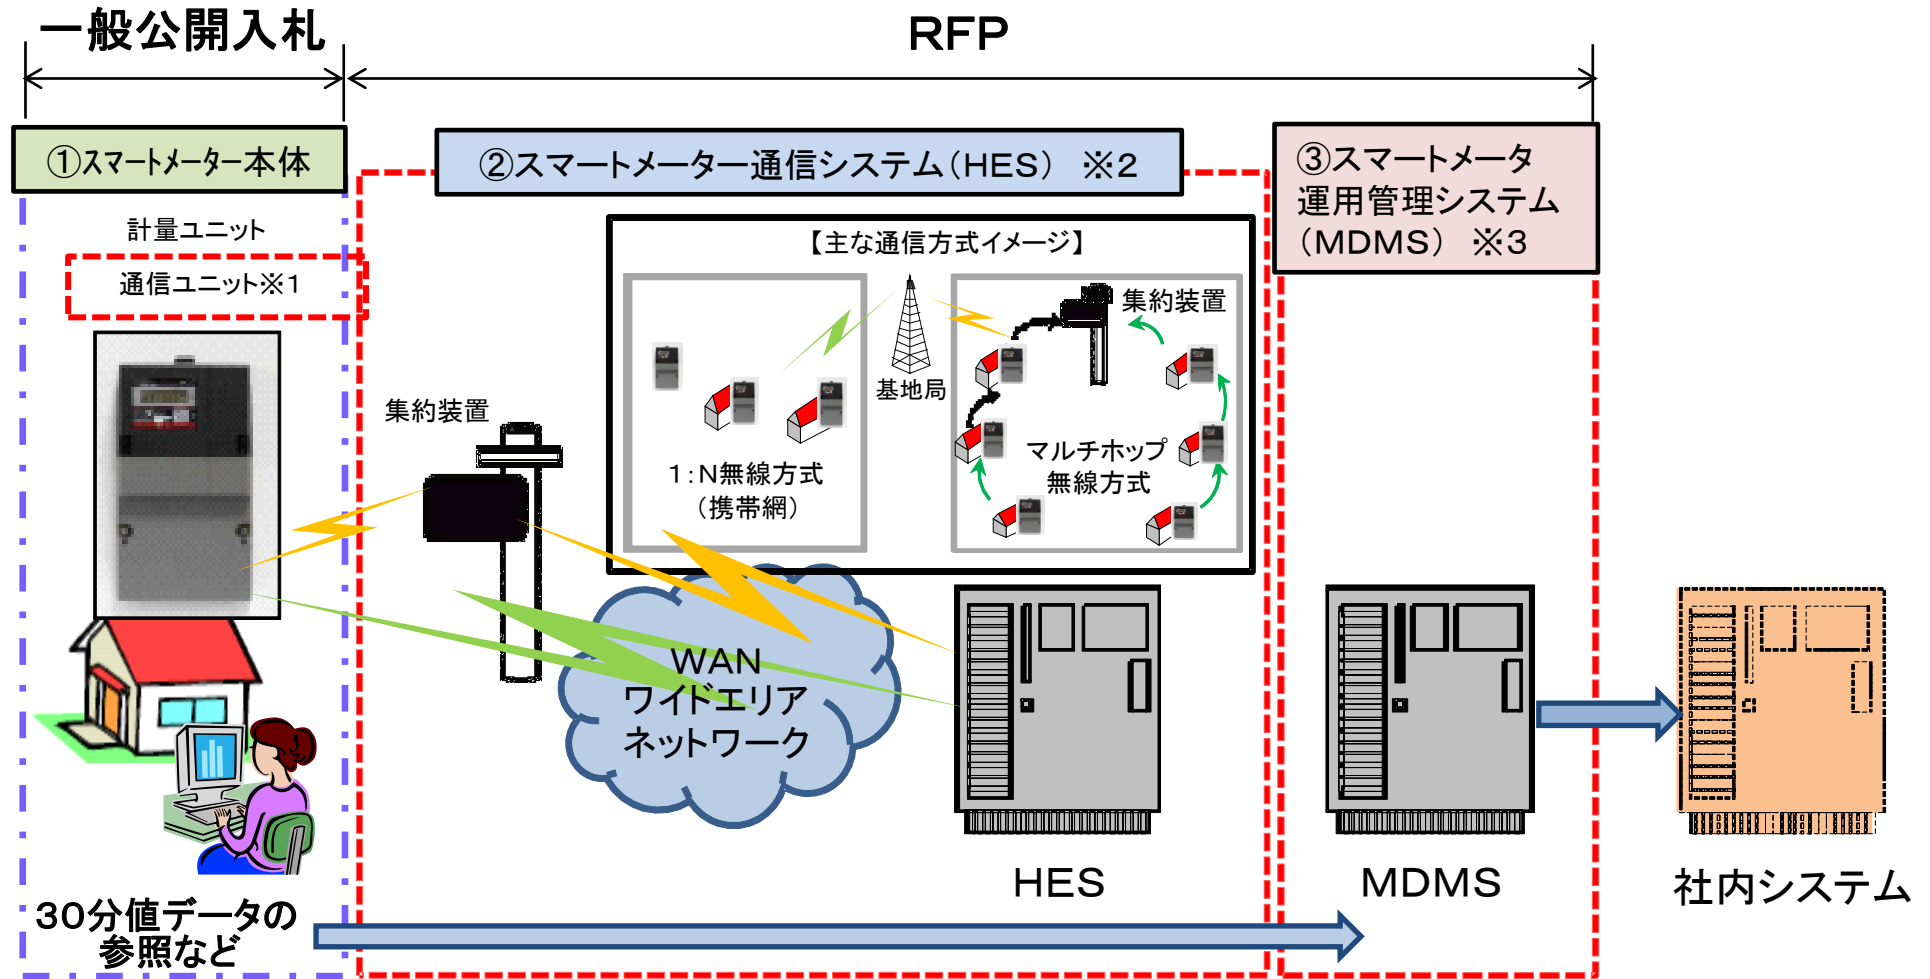 一般公開入札
RFP
①スマートメーター本体
②スマートメーター通信システム(HES) ※2
③スマートメータ
運用管理システム
(MDMS) ※3
計量ユニット
通信ユニット※1
【主な通信方式イメージ】
集約装置
基地局
1:N無線方式
(携帯網)
マルチホップ
無線方式
集約装置
WAN
ワイドエリア
ネットワーク
HES
MDMS
社内システム
30分値データの
参照など